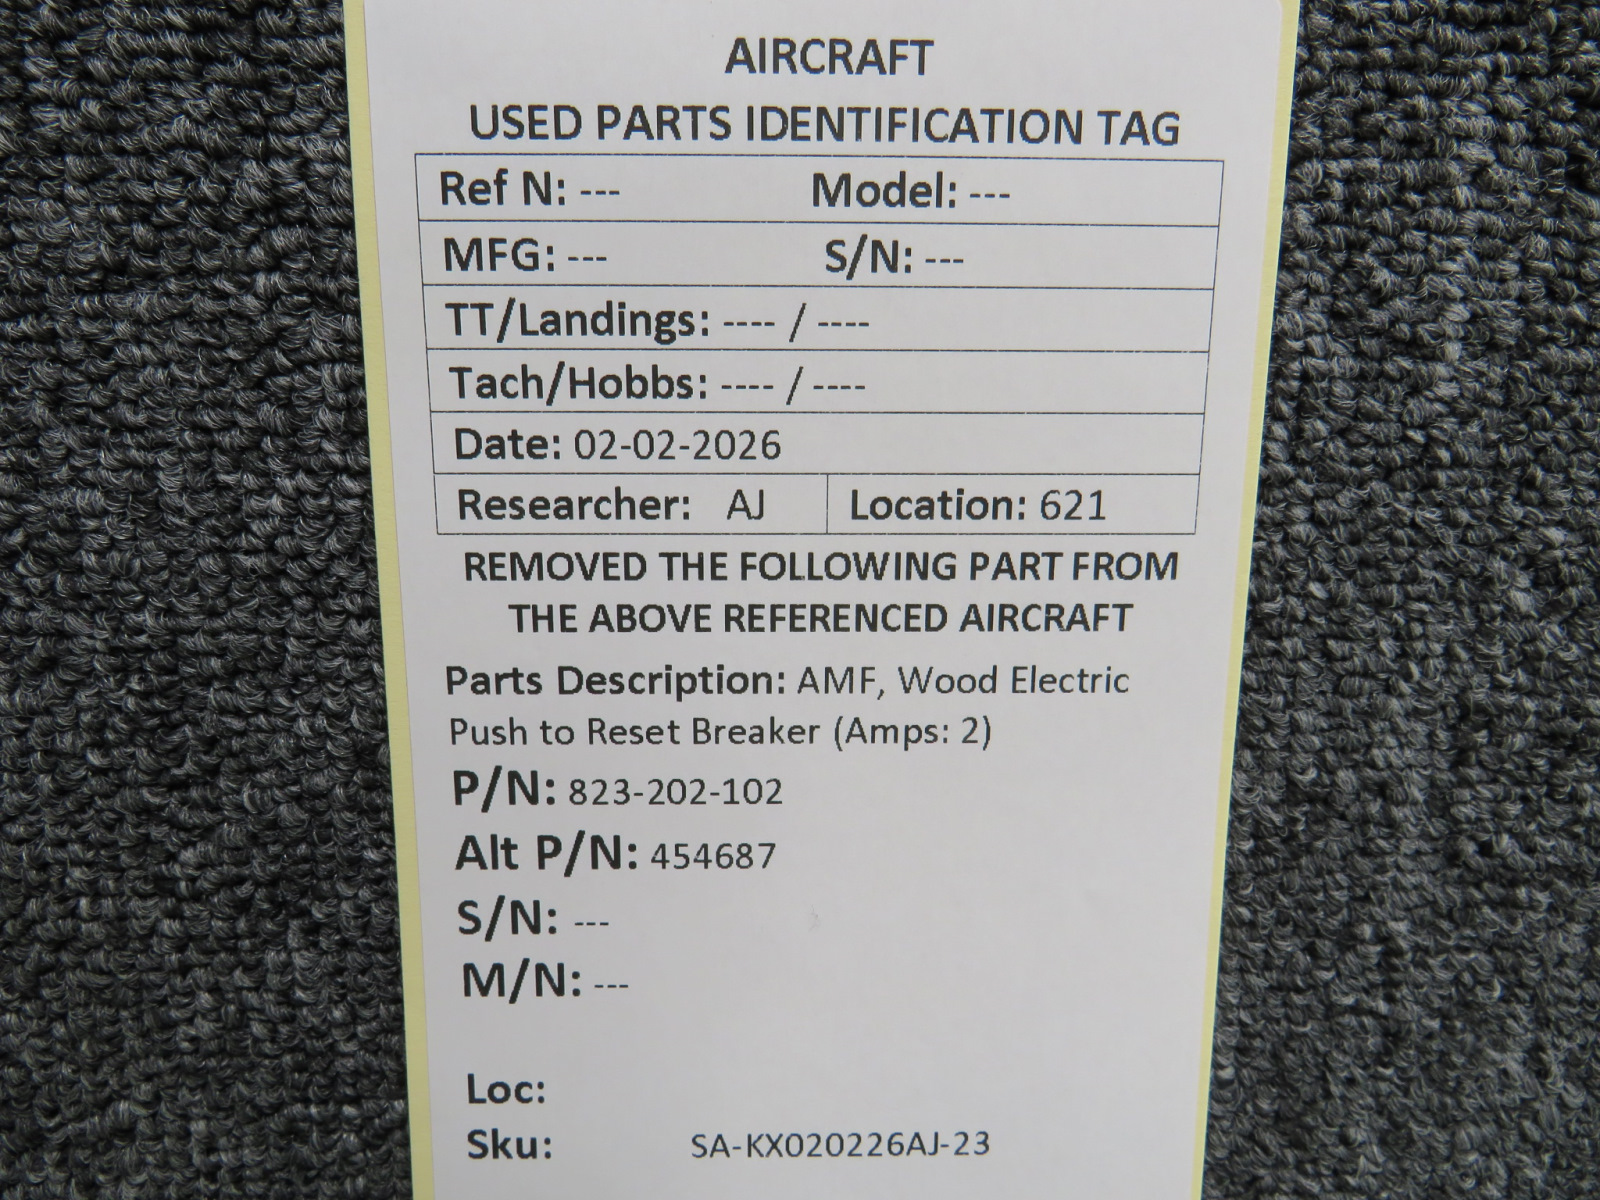 AIRCRAFT
USED PARTS IDENTIFICATION TAG
Ref N: --- Model: ---
MFG: --- S/N: ---
TT/Landings: ---- / ----
Tach/Hobbs: ---- / ----
Date: 02-02-2026
Researcher: AJ Location: 621
REMOVED THE FOLLOWING PART FROM
THE ABOVE REFERENCED AIRCRAFT
Parts Description: AMF, Wood Electric
Push to Reset Breaker (Amps: 2)
P/N: 823-202-102
Alt P/N: 454687
S/N: ---
M/N: ---
Loc:
Sku: SA-KX020226AJ-23